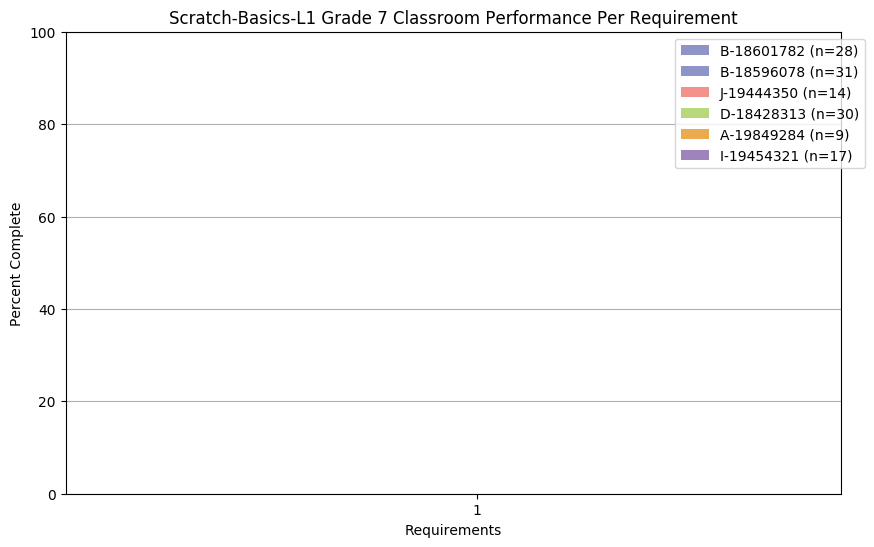 Scratch-Basics-L1 Grade 7 Classroom Performance Per Requirement
100
80
60
40
20
0
Percent Complete
B-18601782 (n=28)
B-18596078 (n=31)
J-19444350 (n=14)
D-18428313 (n=30)
A-19849284 (n=9)
I-19454321 (n=17)
1
Requirements